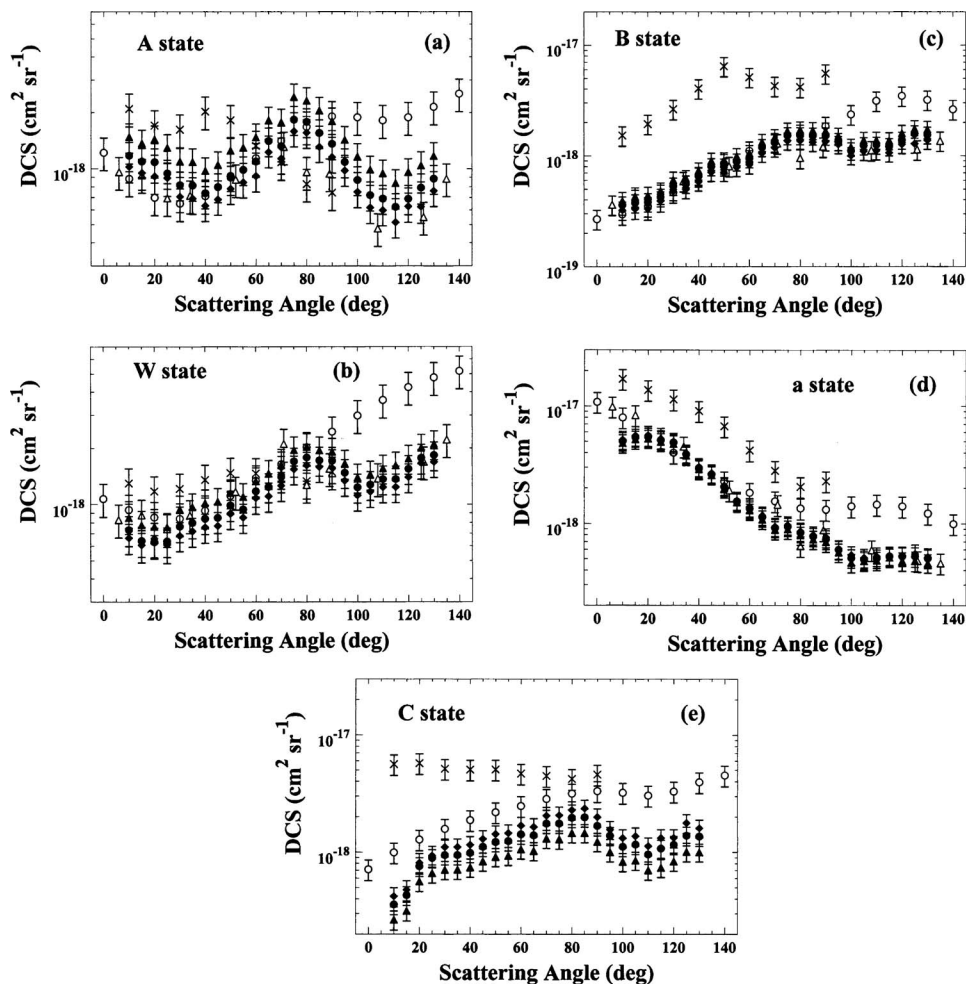 A state (a)
DCS (cm² sr⁻¹)
10⁻¹⁸
0 20 40 60 80 100 120 140
Scattering Angle (deg)
B state (c)
DCS (cm² sr⁻¹)
10⁻¹⁷
10⁻¹⁸
10⁻¹⁹
0 20 40 60 80 100 120 140
Scattering Angle (deg)
W state (b)
DCS (cm² sr⁻¹)
10⁻¹⁸
0 20 40 60 80 100 120 140
Scattering Angle (deg)
a state (d)
DCS (cm² sr⁻¹)
10⁻¹⁷
10⁻¹⁸
0 20 40 60 80 100 120 140
Scattering Angle (deg)
C state (e)
DCS (cm² sr⁻¹)
10⁻¹⁷
10⁻¹⁸
0 20 40 60 80 100 120 140
Scattering Angle (deg)